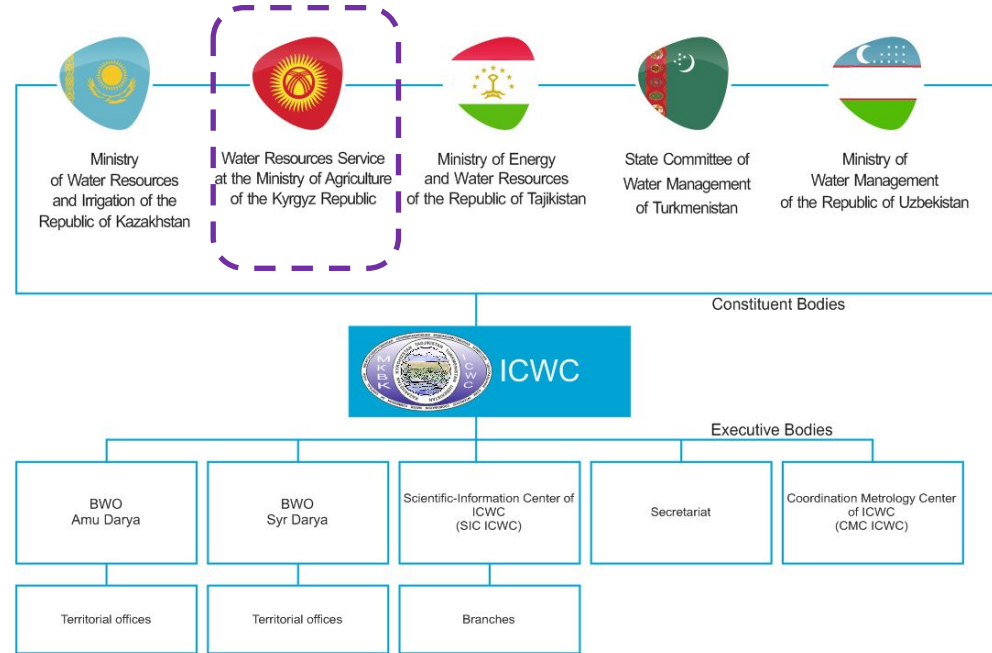 Ministry
of Water Resources
and Irrigation of the
Republic of Kazakhstan
Water Resources Service
at the Ministry of Agriculture
of the Kyrgyz Republic
Ministry of Energy
and Water Resources
of the Republic of Tajikistan
State Committee of
Water Management
of Turkmenistan
Ministry of
Water Management
of the Republic of Uzbekistan
Constituent Bodies
МКВК
ICWC
ICWC
Executive Bodies
BWO
Amu Darya
BWO
Syr Darya
Scientific-Information Center of
ICWC
(SIC ICWC)
Secretariat
Coordination Metrology Center
of ICWC
(CMC ICWC)
Territorial offices
Territorial offices
Branches